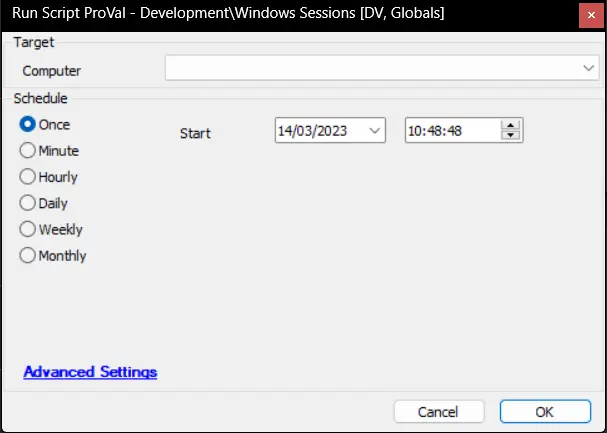 Run Script ProVal - Development\Windows Sessions [DV, Globals]
Target
Computer
Schedule
Once
Start 14/03/2023 10:48:48
Minute
Hourly
Daily
Weekly
Monthly
Advanced Settings
Cancel OK